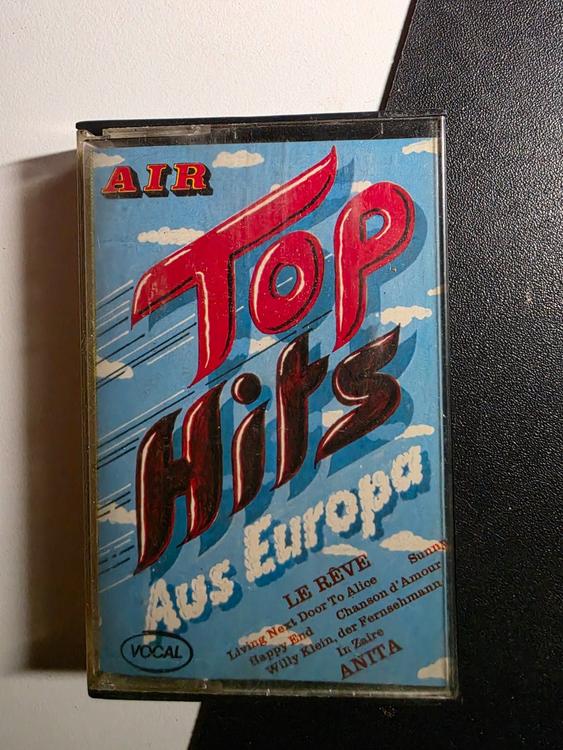 AIR
Top
Hits
Aus Europa
LE RÊVE
Sunny
Living Next Door To Alice
Chanson d'Amour
Happy End
Willy Klein, der Fernsehmann
In Zaire
ANITA
VOCAL